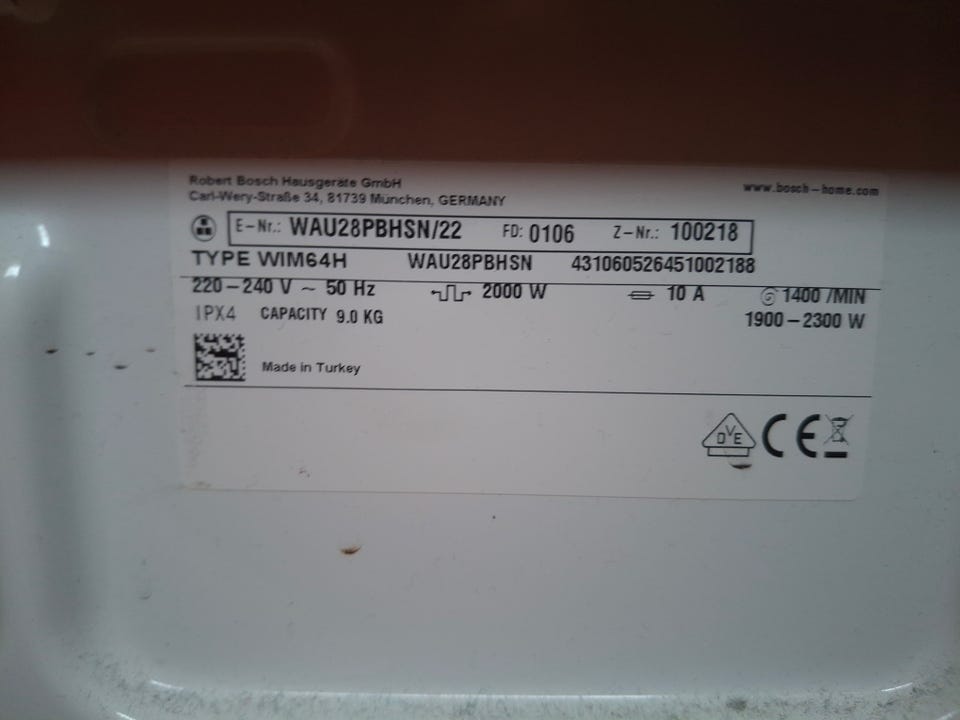 Robert Bosch Hausgeräte GmbH
www.bosch-home.com
Carl-Wery-Straße 34, 81739 München, GERMANY
E-Nr.: WAU28PBHSN/22 FD: 0106 Z-Nr.: 100218
TYPE WIM64H WAU28PBHSN 431060526451002188
220-240 V ~ 50 Hz 2000 W 10 A 1400 /MIN
IPX4 CAPACITY 9.0 KG 1900-2300 W
Made in Turkey
DVE CE